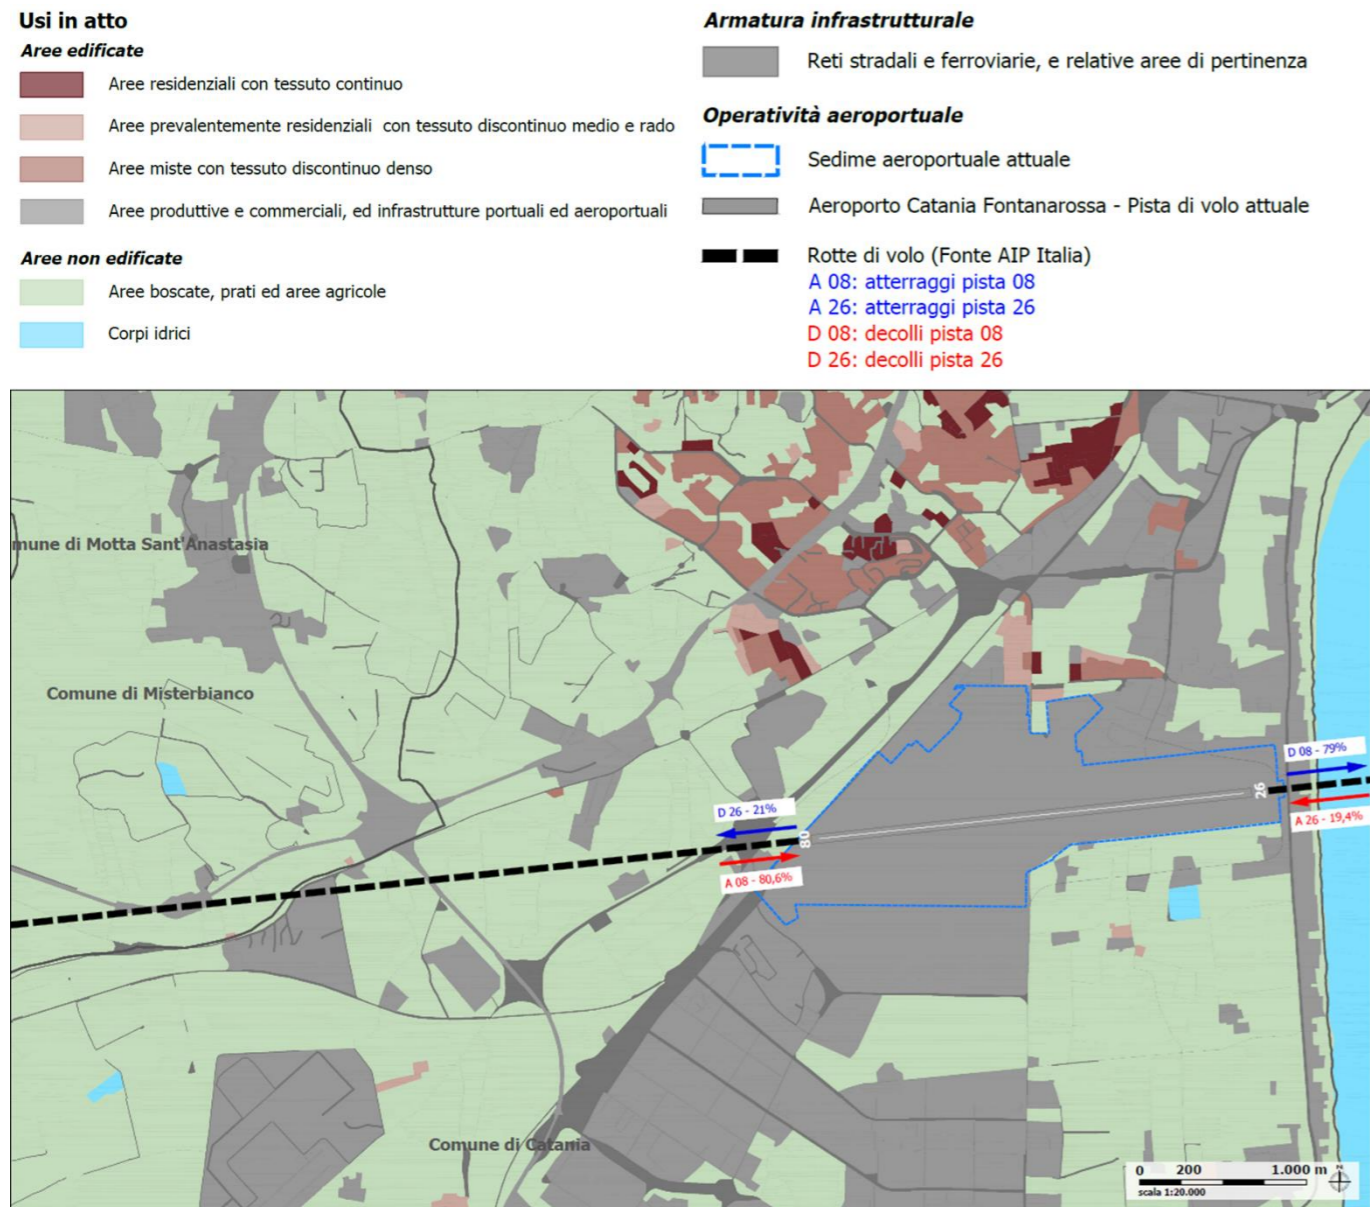 Usi in atto
Aree edificate
Aree residenziali con tessuto continuo
Aree prevalentemente residenziali con tessuto discontinuo medio e rado
Aree miste con tessuto discontinuo denso
Aree produttive e commerciali, ed infrastrutture portuali ed aeroportuali
Aree non edificate
Aree boscate, prati ed aree agricole
Corpi idrici
Armatura infrastrutturale
Reti stradali e ferroviarie, e relative aree di pertinenza
Operatività aeroportuale
Sedime aeroportuale attuale
Aeroporto Catania Fontanarossa - Pista di volo attuale
Rotte di volo (Fonte AIP Italia)
A 08: atterraggi pista 08
A 26: atterraggi pista 26
D 08: decolli pista 08
D 26: decolli pista 26
mune di Motta Sant'Anastasia
Comune di Misterbianco
D 08 - 79%
26
D 26 - 21%
A 26 - 19,4%
08
A 08 - 80,6%
Comune di Catania
0 200 1.000 m
N
scala 1:20.000